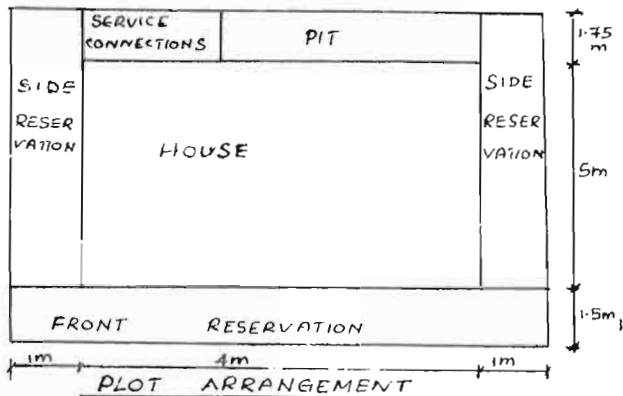 SERVICE
CONNECTIONS
PIT
1.75
m
SIDE
RESER
VATION
HOUSE
SIDE
RESER
VATION
5m
FRONT RESERVATION
1.5m
1m 4m 1m
PLOT ARRANGEMENT